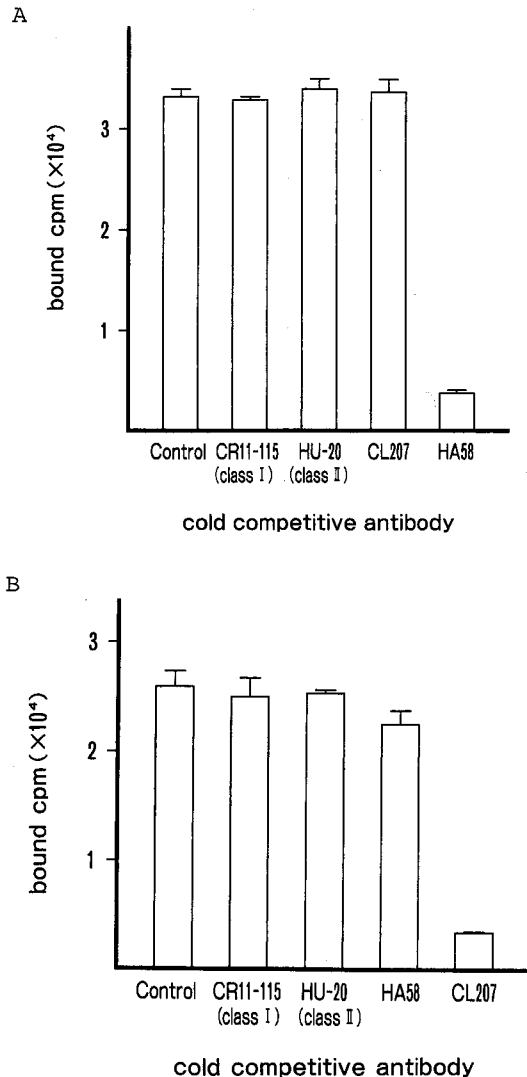 A
3
2
1
bound cpm (×10⁴)
Control CR11-115 HU-20 CL207 HA58
(class Ⅰ) (class Ⅱ)
cold competitive antibody
B
3
2
1
bound cpm (×10⁴)
Control CR11-115 HU-20 HA58 CL207
(class Ⅰ) (class Ⅱ)
cold competitive antibody